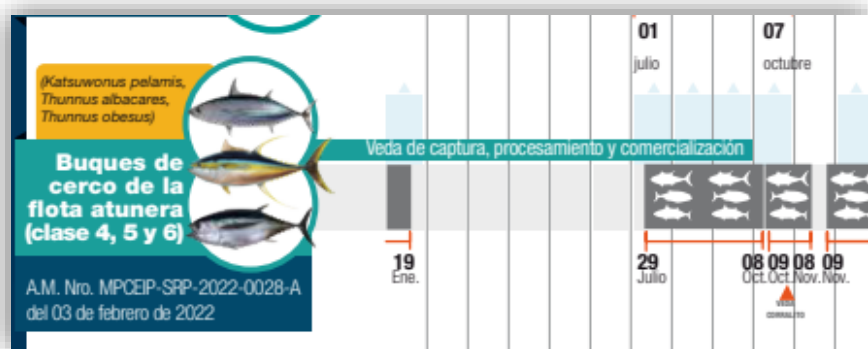 01
julio
07
octubre
(Katsuwonus pelamis,
Thunnus albacares,
Thunnus obesus)
Veda de captura, procesamiento y comercialización
Buques de
cerco de la
flota atunera
(clase 4, 5 y 6)
19
Ene.
29
Julio
08
Oct.
09
Oct.
08
Nov.
09
Nov.
VEDA
CORRALITO
A.M. Nro. MPCEIP-SRP-2022-0028-A
del 03 de febrero de 2022